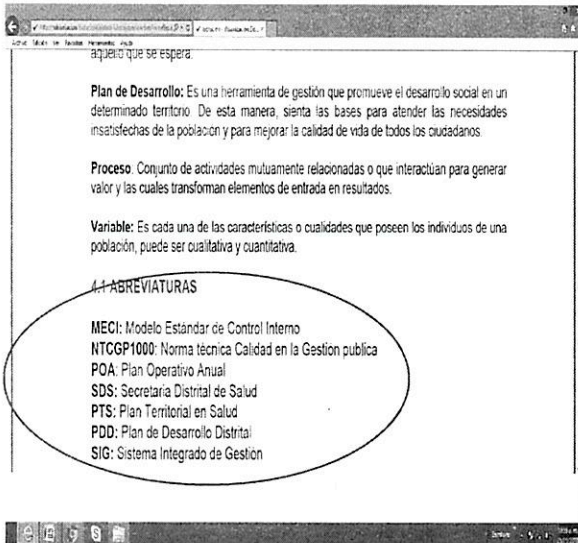 aquello que se espera.
Plan de Desarrollo: Es una herramienta de gestión que promueve el desarrollo social en un
determinado territorio. De esta manera, sienta las bases para atender las necesidades
insatisfechas de la población y para mejorar la calidad de vida de todos los ciudadanos.
Proceso: Conjunto de actividades mutuamente relacionadas o que interactúan para generar
valor y las cuales transforman elementos de entrada en resultados.
Variable: Es cada una de las características o cualidades que poseen los individuos de una
población, puede ser cualitativa y cuantitativa.
4.1 ABREVIATURAS
MECI: Modelo Estándar de Control Interno
NTCGP1000: Norma técnica Calidad en la Gestión publica
POA: Plan Operativo Anual
SDS: Secretaria Distrital de Salud
PTS: Plan Territorial en Salud
PDD: Plan de Desarrollo Distrital
SIG: Sistema Integrado de Gestión